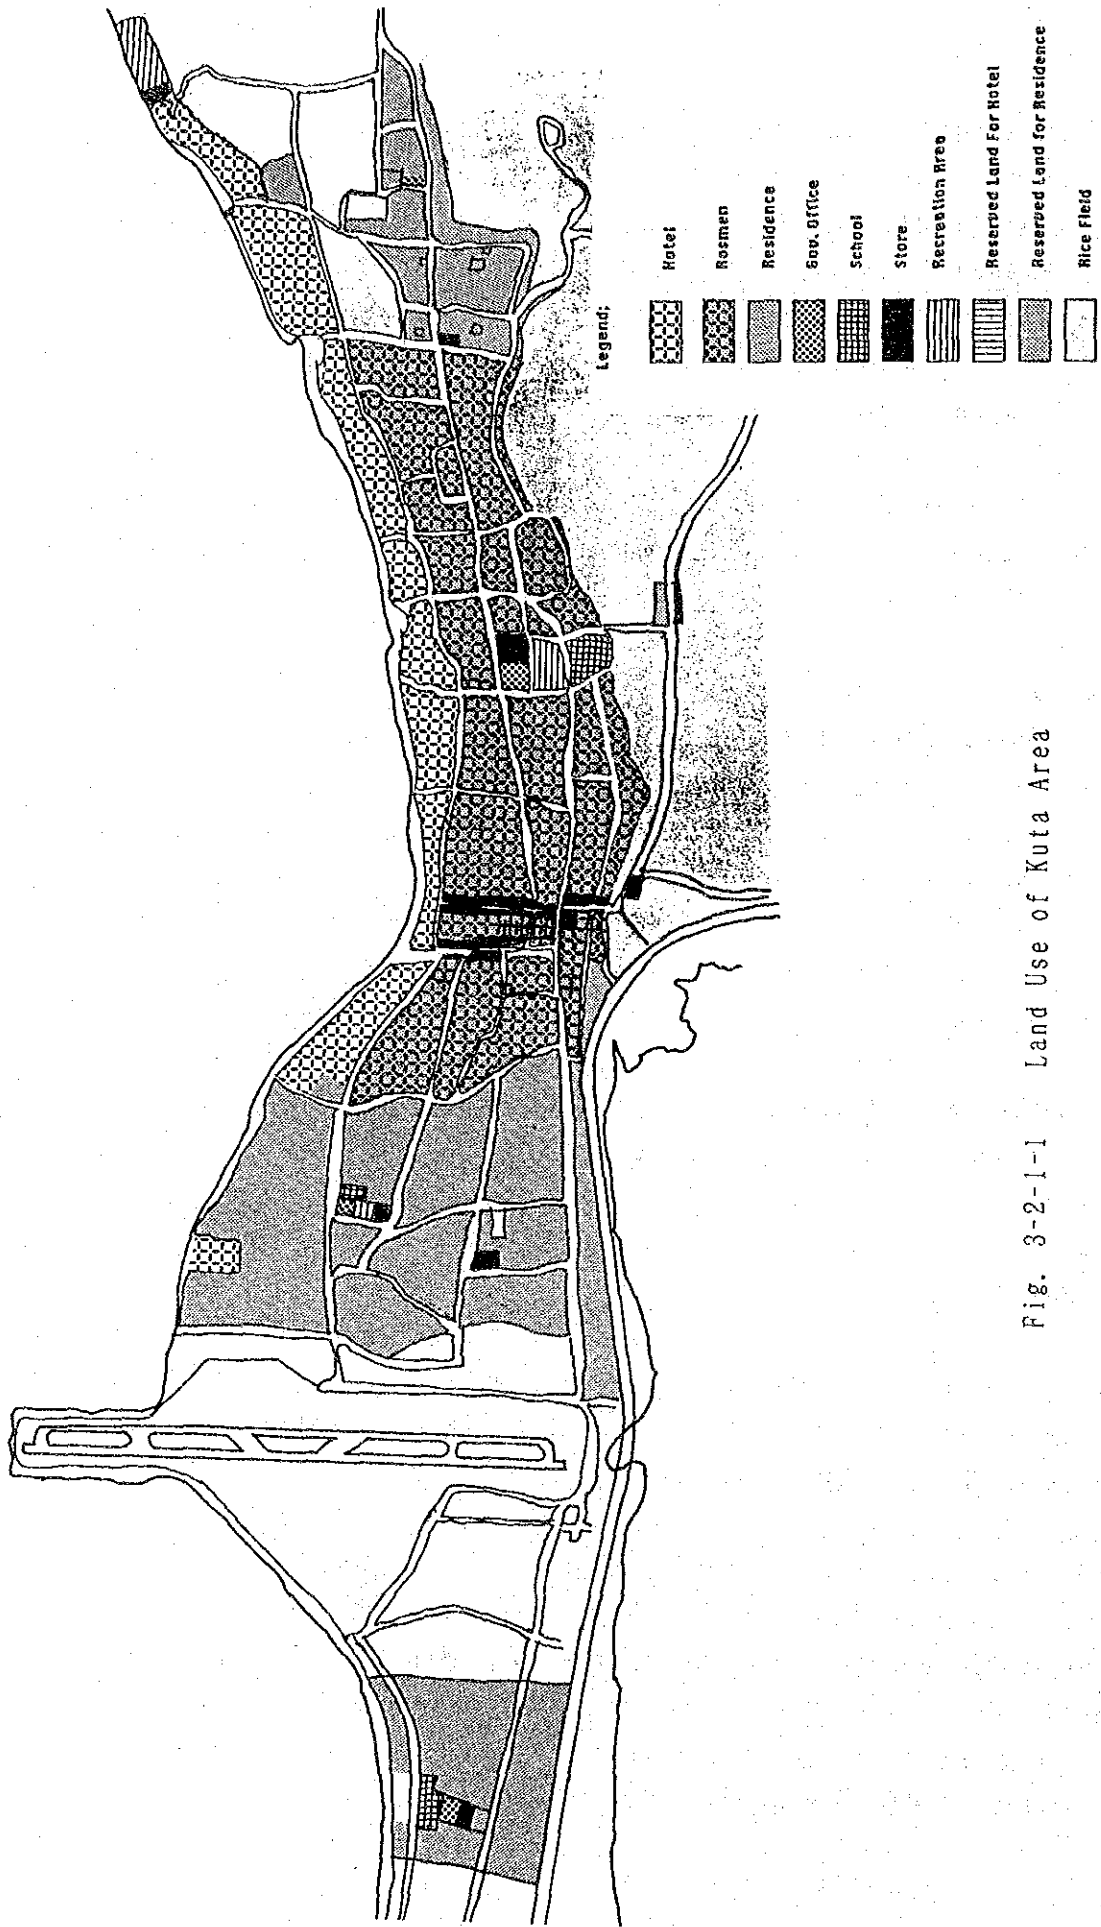 Legend;
Hotel
Rosmen
Residence
Gov. Office
School
Store
Recreation Area
Reserved Land For Hotel
Reserved Land for Residence
Rice Field
Fig. 3-2-1-1 Land Use of Kuta Area